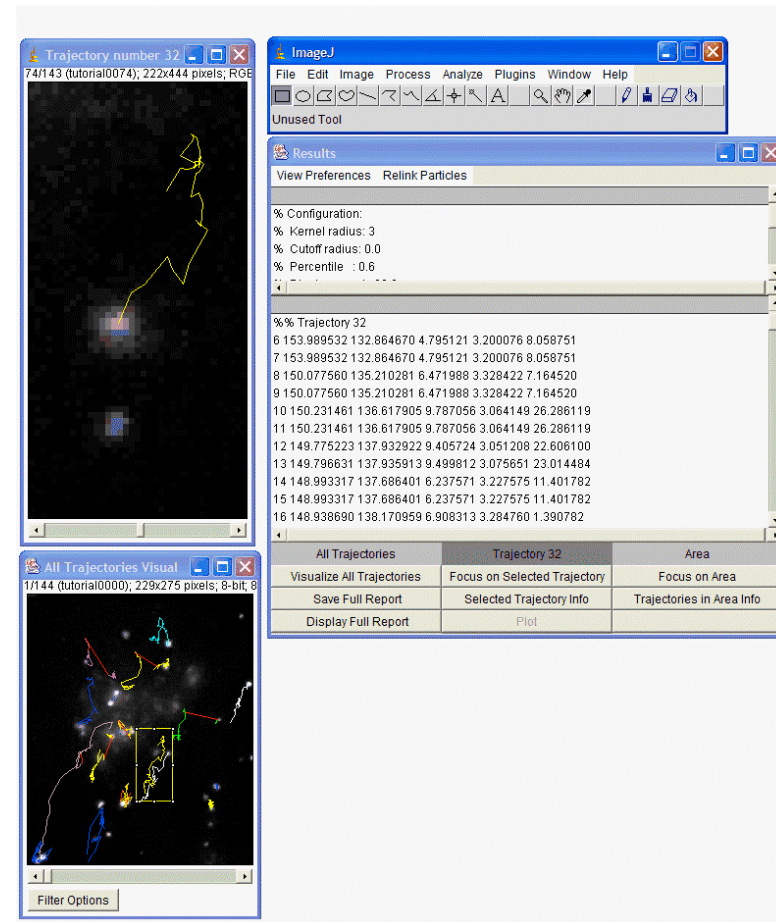 Trajectory number 32
74/143 (tutorial0074); 222x444 pixels; RGB
ImageJ
File Edit Image Process Analyze Plugins Window Help
A
Unused Tool
Results
View Preferences Relink Particles
% Configuration:
% Kernel radius: 3
% Cutoff radius: 0.0
% Percentile : 0.6
%% Trajectory 32
6 153.989532 132.864670 4.795121 3.200076 8.058751
7 153.989532 132.864670 4.795121 3.200076 8.058751
8 150.077560 135.210281 6.471988 3.328422 7.164520
9 150.077560 135.210281 6.471988 3.328422 7.164520
10 150.231461 136.617905 9.787056 3.064149 26.286119
11 150.231461 136.617905 9.787056 3.064149 26.286119
12 149.775223 137.932922 9.405724 3.051208 22.606100
13 149.796631 137.935913 9.499812 3.075651 23.014484
14 148.993317 137.686401 6.237571 3.227575 11.401782
15 148.993317 137.686401 6.237571 3.227575 11.401782
16 148.938690 138.170959 6.908313 3.284760 1.390782
All Trajectories Trajectory 32 Area
Visualize All Trajectories Focus on Selected Trajectory Focus on Area
Save Full Report Selected Trajectory Info Trajectories in Area Info
Display Full Report Plot
All Trajectories Visual
1/144 (tutorial0000); 229x275 pixels; 8-bit; 8
Filter Options